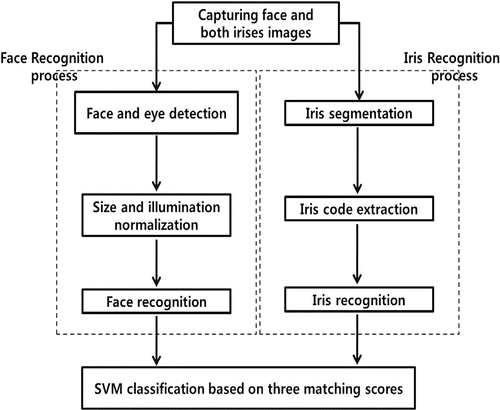 Capturing face and
both irises images
Face Recognition
process
Iris Recognition
process
Face and eye detection
Size and illumination
normalization
Face recognition
Iris segmentation
Iris code extraction
Iris recognition
SVM classification based on three matching scores